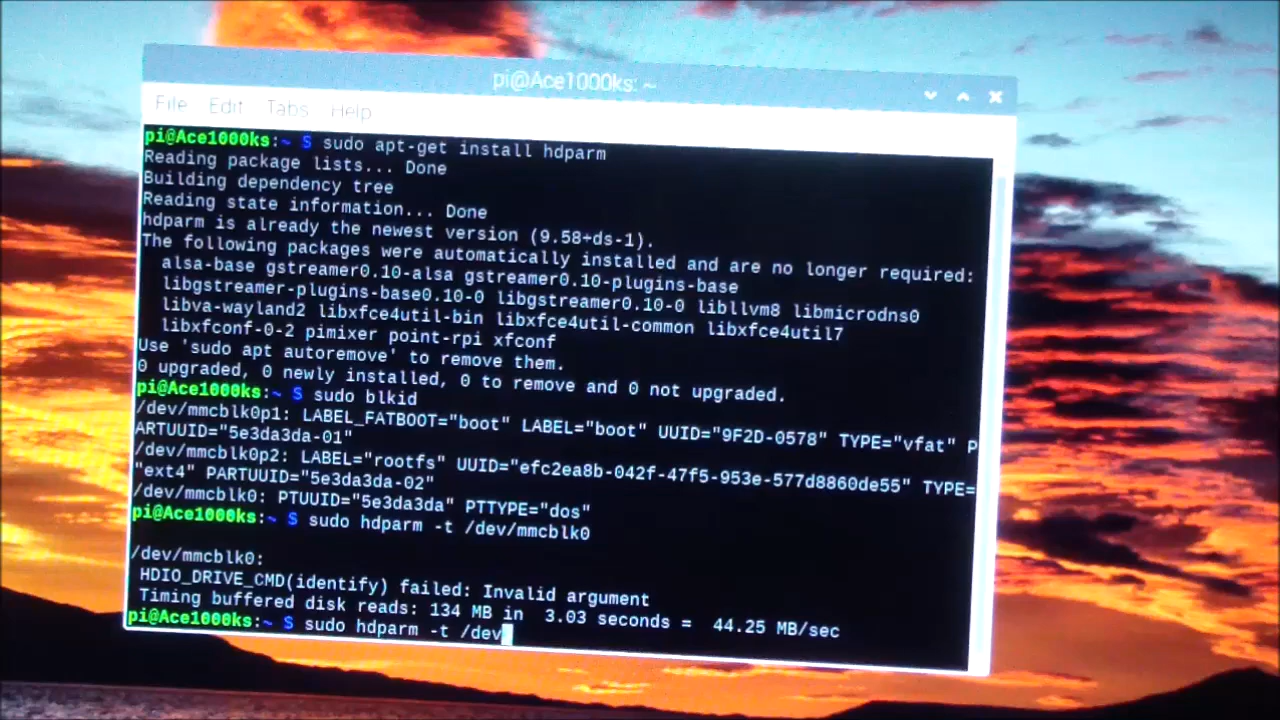 pi@Ace1000ks: ~
File Edit Tabs Help
pi@Ace1000ks:~ $ sudo apt-get install hdparm
Reading package lists... Done
Building dependency tree
Reading state information... Done
hdparm is already the newest version (9.58+ds-1).
The following packages were automatically installed and are no longer required:
alsa-base gstreamer0.10-alsa gstreamer0.10-plugins-base
libgstreamer-plugins-base0.10-0 libgstreamer0.10-0 libllvm8 libmicrodns0
libva-wayland2 libxfce4util-bin libxfce4util-common libxfce4util7
libxfconf-0-2 pimixer point-rpi xfconf
Use 'sudo apt autoremove' to remove them.
0 upgraded, 0 newly installed, 0 to remove and 0 not upgraded.
pi@Ace1000ks:~ $ sudo blkid
/dev/mmcblk0p1: LABEL_FATBOOT="boot" LABEL="boot" UUID="9F2D-0578" TYPE="vfat" P
ARTUUID="5e3da3da-01"
/dev/mmcblk0p2: LABEL="rootfs" UUID="efc2ea8b-042f-47f5-953e-577d8860de55" TYPE=
"ext4" PARTUUID="5e3da3da-02"
/dev/mmcblk0: PTUUID="5e3da3da" PTTYPE="dos"
pi@Ace1000ks:~ $ sudo hdparm -t /dev/mmcblk0
/dev/mmcblk0:
HDIO_DRIVE_CMD(identify) failed: Invalid argument
Timing buffered disk reads: 134 MB in 3.03 seconds = 44.25 MB/sec
pi@Ace1000ks:~ $ sudo hdparm -t /dev